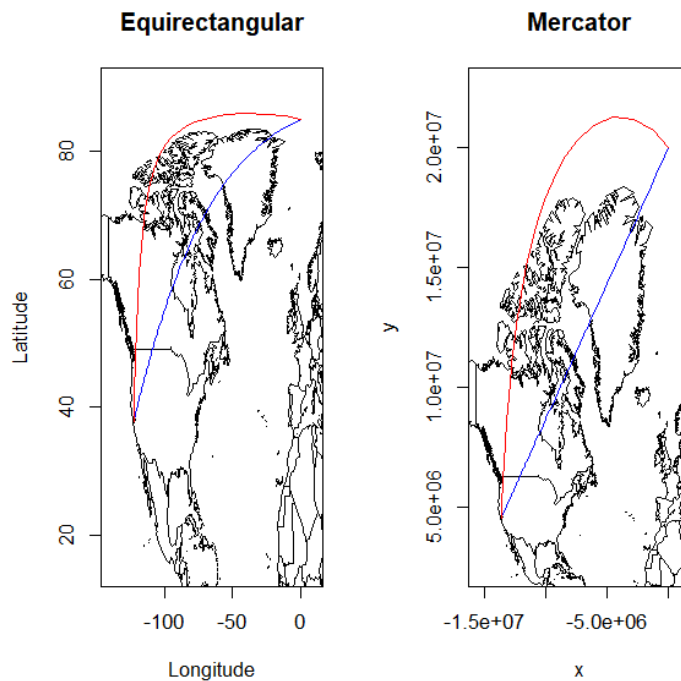 Equirectangular
Mercator
80
60
40
20
Latitude
-100
-50
0
Longitude
2.0e+07
1.5e+07
1.0e+07
5.0e+06
y
-1.5e+07
-5.0e+06
x